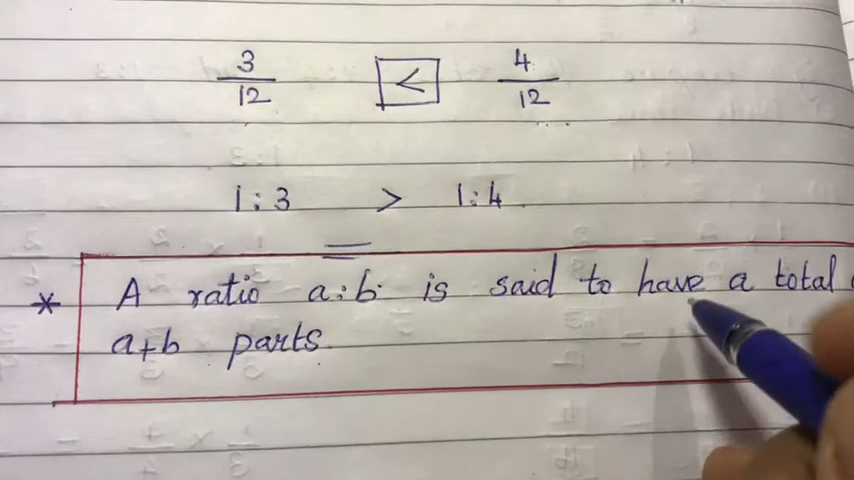 3/12 < 4/12
1:3 > 1:4
* A ratio a:b is said to have a total
a+b parts.